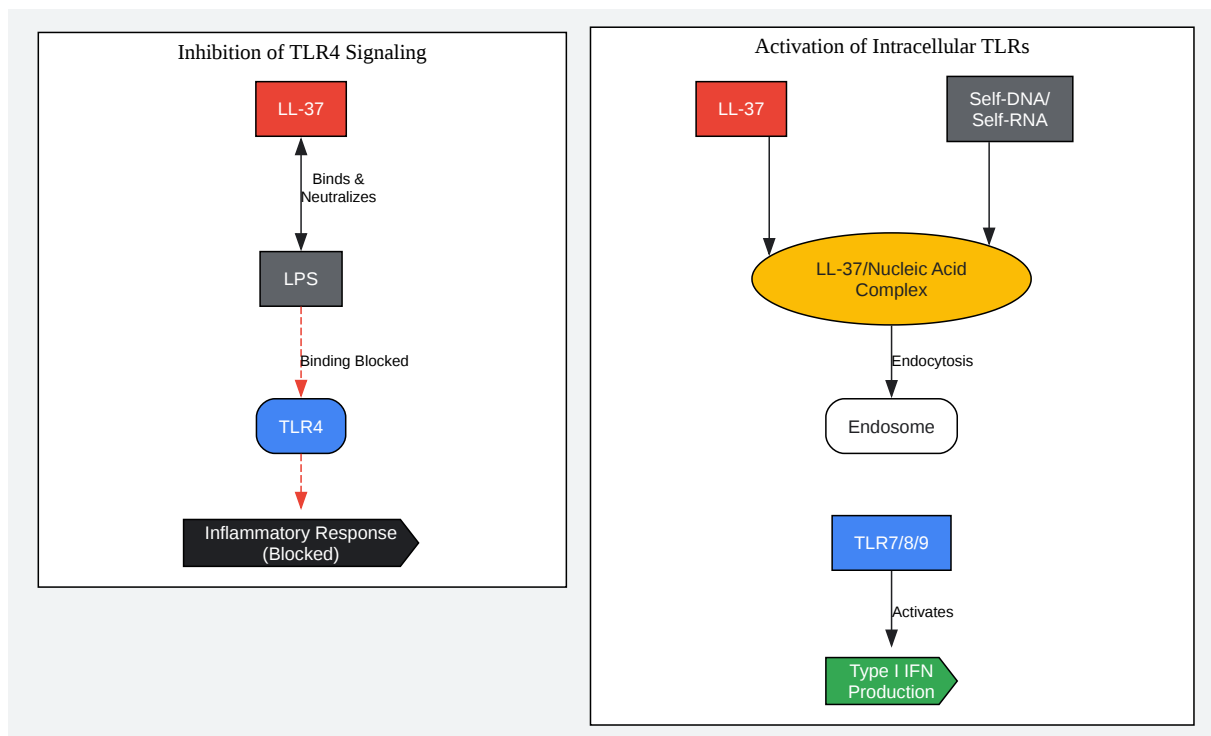 Inhibition of TLR4 Signaling
LL-37
Binds &
Neutralizes
LPS
Binding Blocked
TLR4
Inflammatory Response
(Blocked)
Activation of Intracellular TLRs
LL-37
Self-DNA/
Self-RNA
LL-37/Nucleic Acid
Complex
Endocytosis
Endosome
TLR7/8/9
Activates
Type I IFN
Production